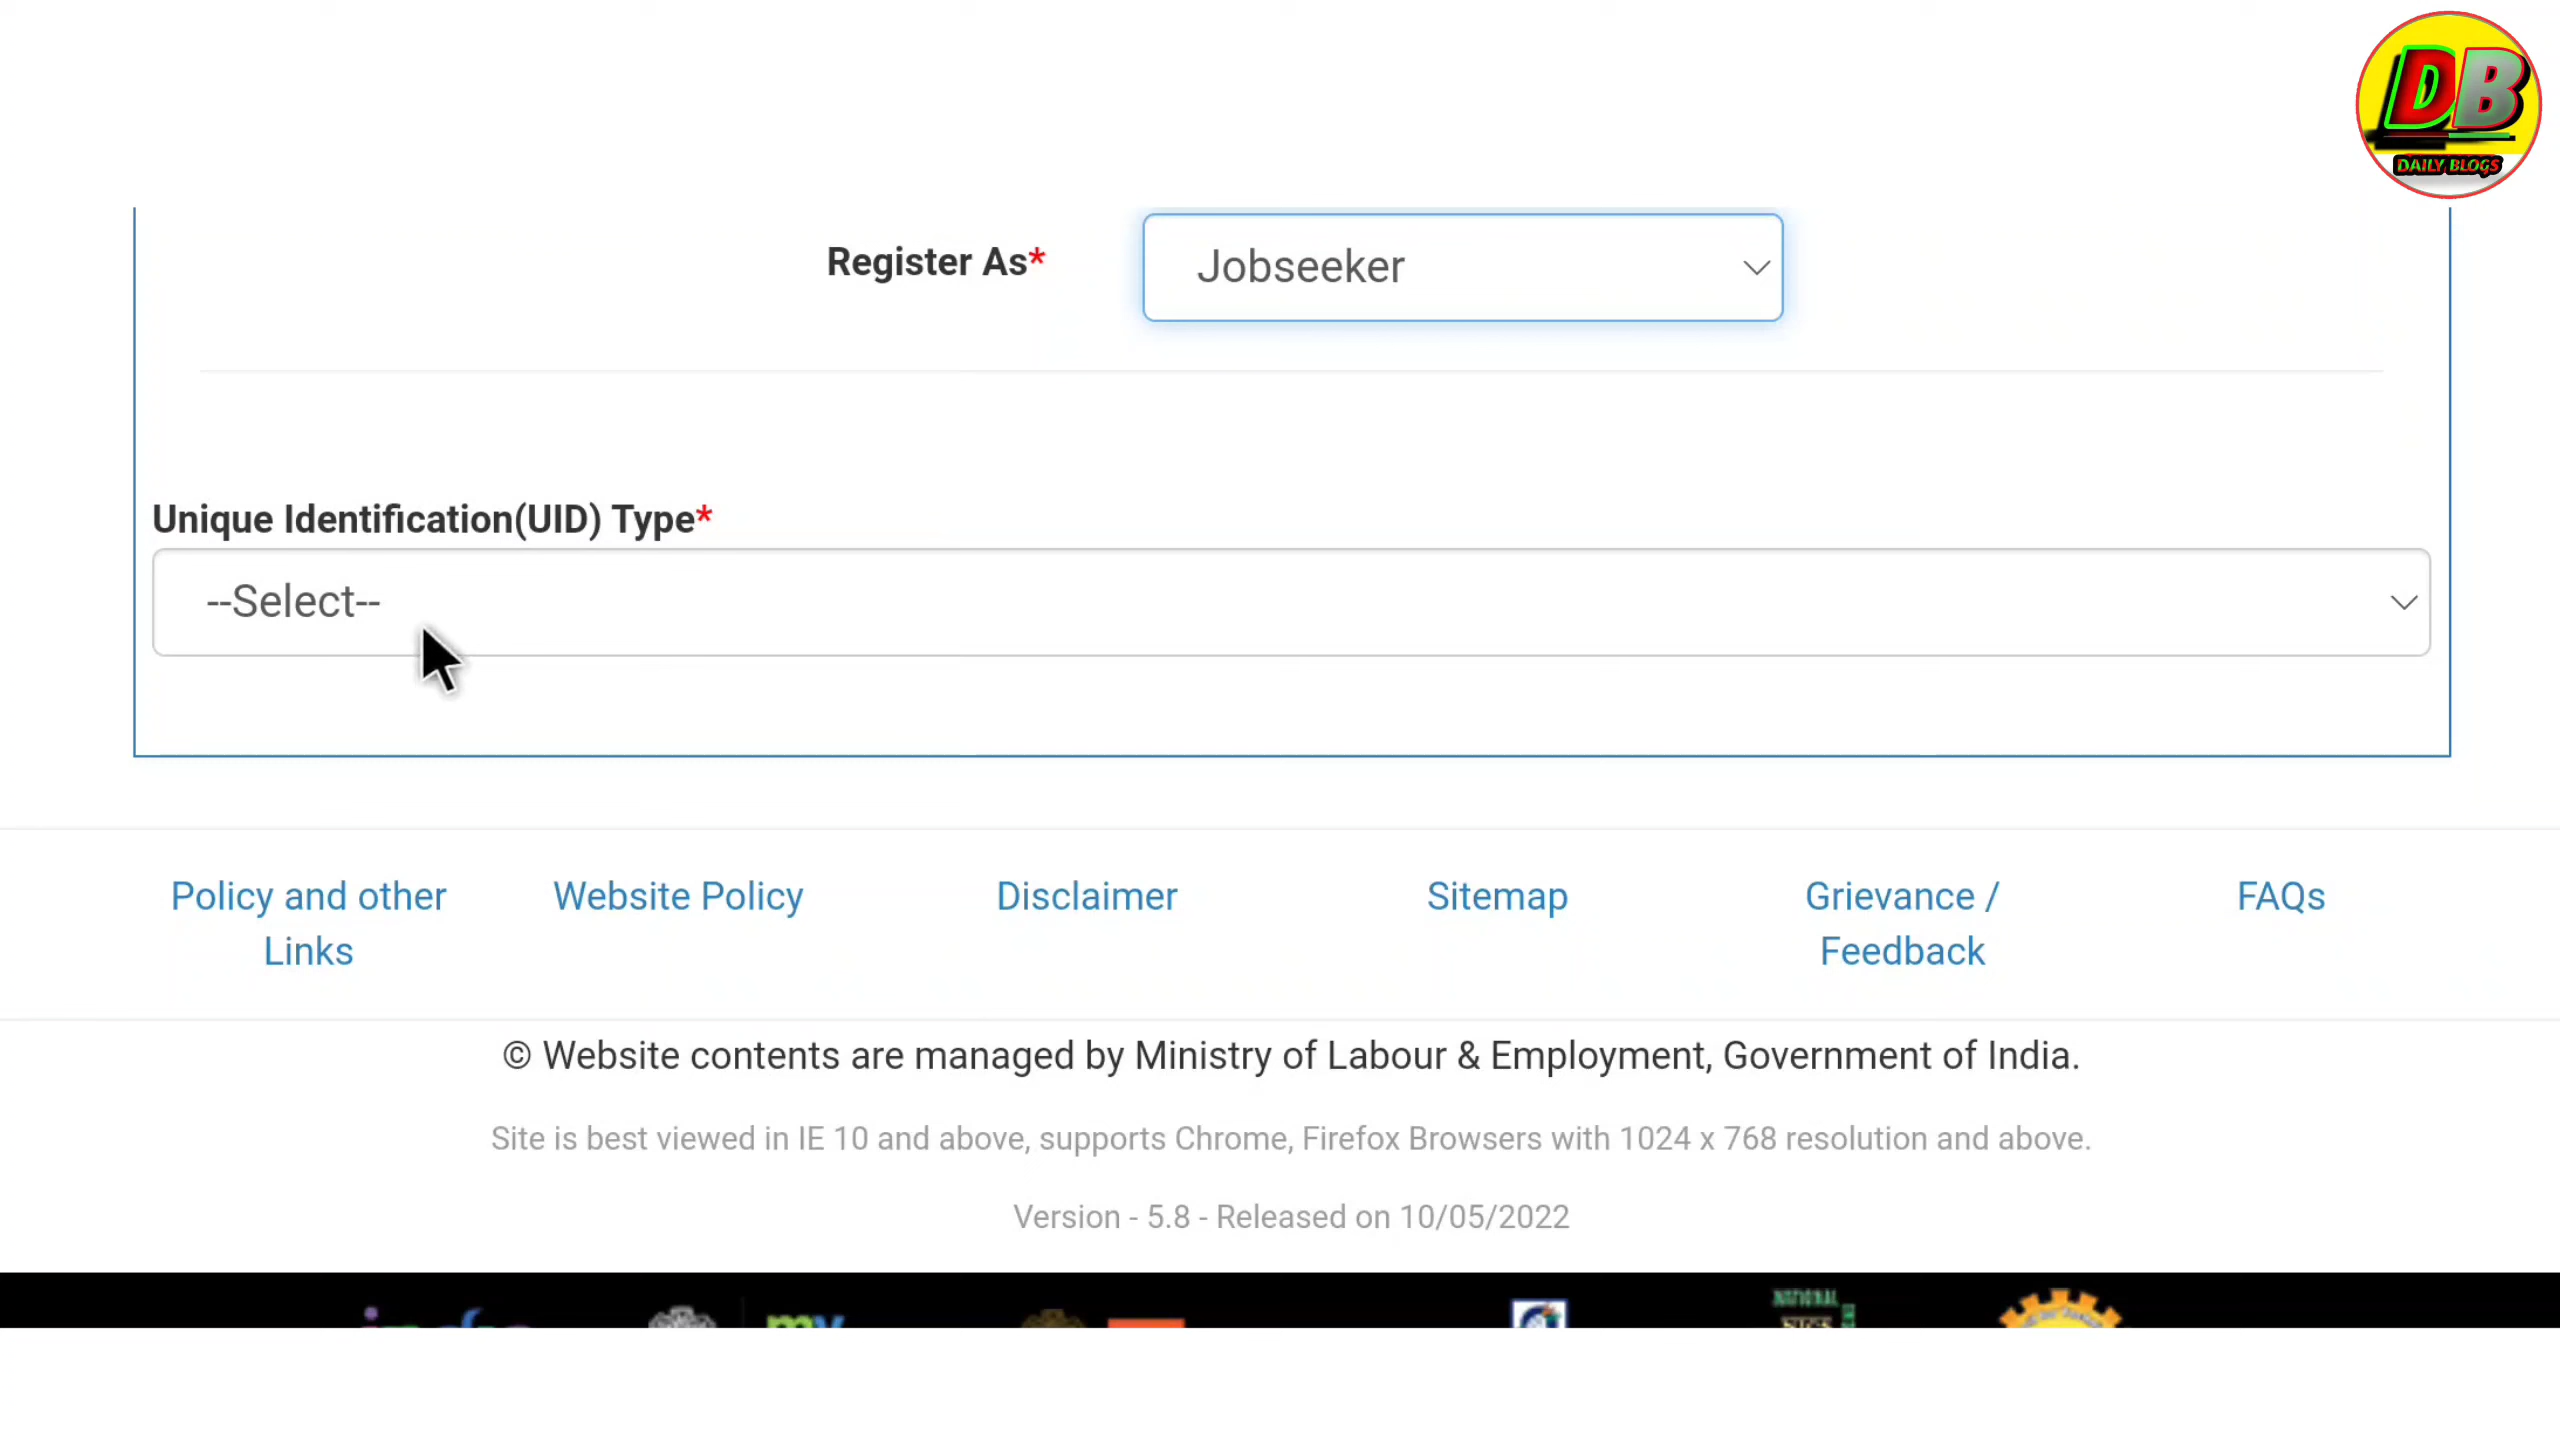 DB
DAILY BLOGS
Register As*
Jobseeker
Unique Identification(UID) Type*
--Select--
Policy and other
Links
Website Policy
Disclaimer
Sitemap
Grievance /
Feedback
FAQs
© Website contents are managed by Ministry of Labour & Employment, Government of India.
Site is best viewed in IE 10 and above, supports Chrome, Firefox Browsers with 1024 x 768 resolution and above.
Version - 5.8 - Released on 10/05/2022
NATIONAL